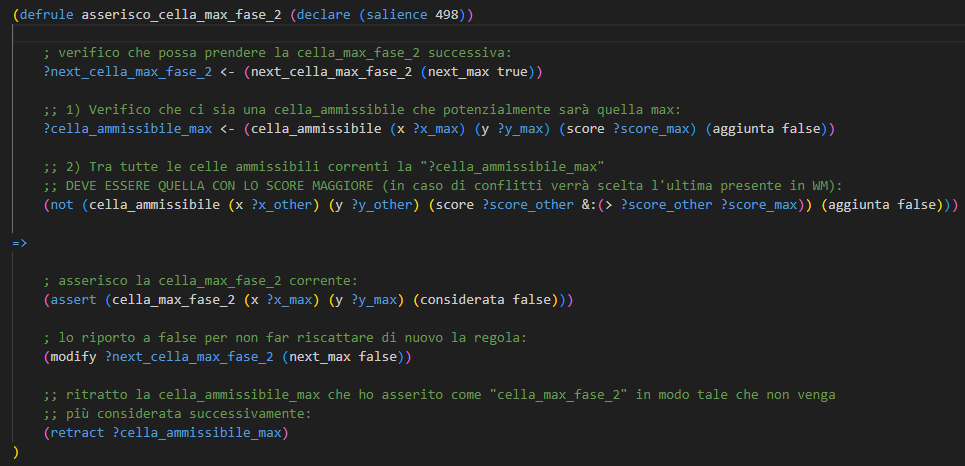 (defrule asserisco_cella_max_fase_2 (declare (salience 498))
; verifico che possa prendere la cella_max_fase_2 successiva:
?next_cella_max_fase_2 <- (next_cella_max_fase_2 (next_max true))
;; 1) Verifico che ci sia una cella_ammissibile che potenzialmente sarà quella max:
?cella_ammissibile_max <- (cella_ammissibile (x ?x_max) (y ?y_max) (score ?score_max) (aggiunta false))
;; 2) Tra tutte le celle ammissibili correnti la "?cella_ammissibile_max"
;; DEVE ESSERE QUELLA CON LO SCORE MAGGIORE (in caso di conflitti verrà scelta l'ultima presente in WM):
(not (cella_ammissibile (x ?x_other) (y ?y_other) (score ?score_other &:(> ?score_other ?score_max)) (aggiunta false)))
=>
; asserisco la cella_max_fase_2 corrente:
(assert (cella_max_fase_2 (x ?x_max) (y ?y_max) (considerata false)))
; lo riporto a false per non far riscattare di nuovo la regola:
(modify ?next_cella_max_fase_2 (next_max false))
;; ritratto la cella_ammissibile_max che ho asserito come "cella_max_fase_2" in modo tale che non venga
;; più considerata successivamente:
(retract ?cella_ammissibile_max)
)